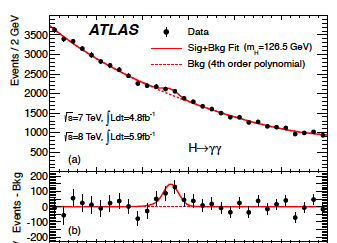 ATLAS
Data
Sig+Bkg Fit (mH=126.5 GeV)
Bkg (4th order polynomial)
Events / 2 GeV
3500
3000
2500
2000
1500
1000
500
√s=7 TeV, ∫Ldt=4.8fb-1
√s=8 TeV, ∫Ldt=5.9fb-1
H→γγ
(a)
Events - Bkg
200
100
0
-100
-200
(b)